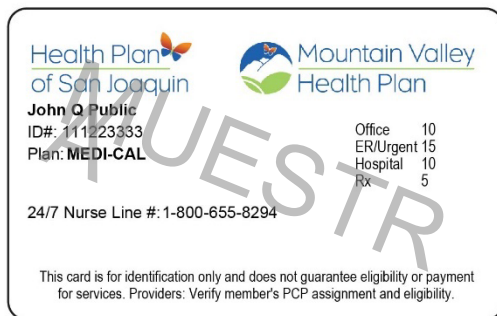 Health Plan
of San Joaquin
Mountain Valley
Health Plan
John Q Public
ID#: 111223333
Plan: MEDI-CAL
Office 10
ER/Urgent 15
Hospital 10
Rx 5
24/7 Nurse Line #: 1-800-655-8294
This card is for identification only and does not guarantee eligibility or payment
for services. Providers: Verify member's PCP assignment and eligibility.
MUESTR
A